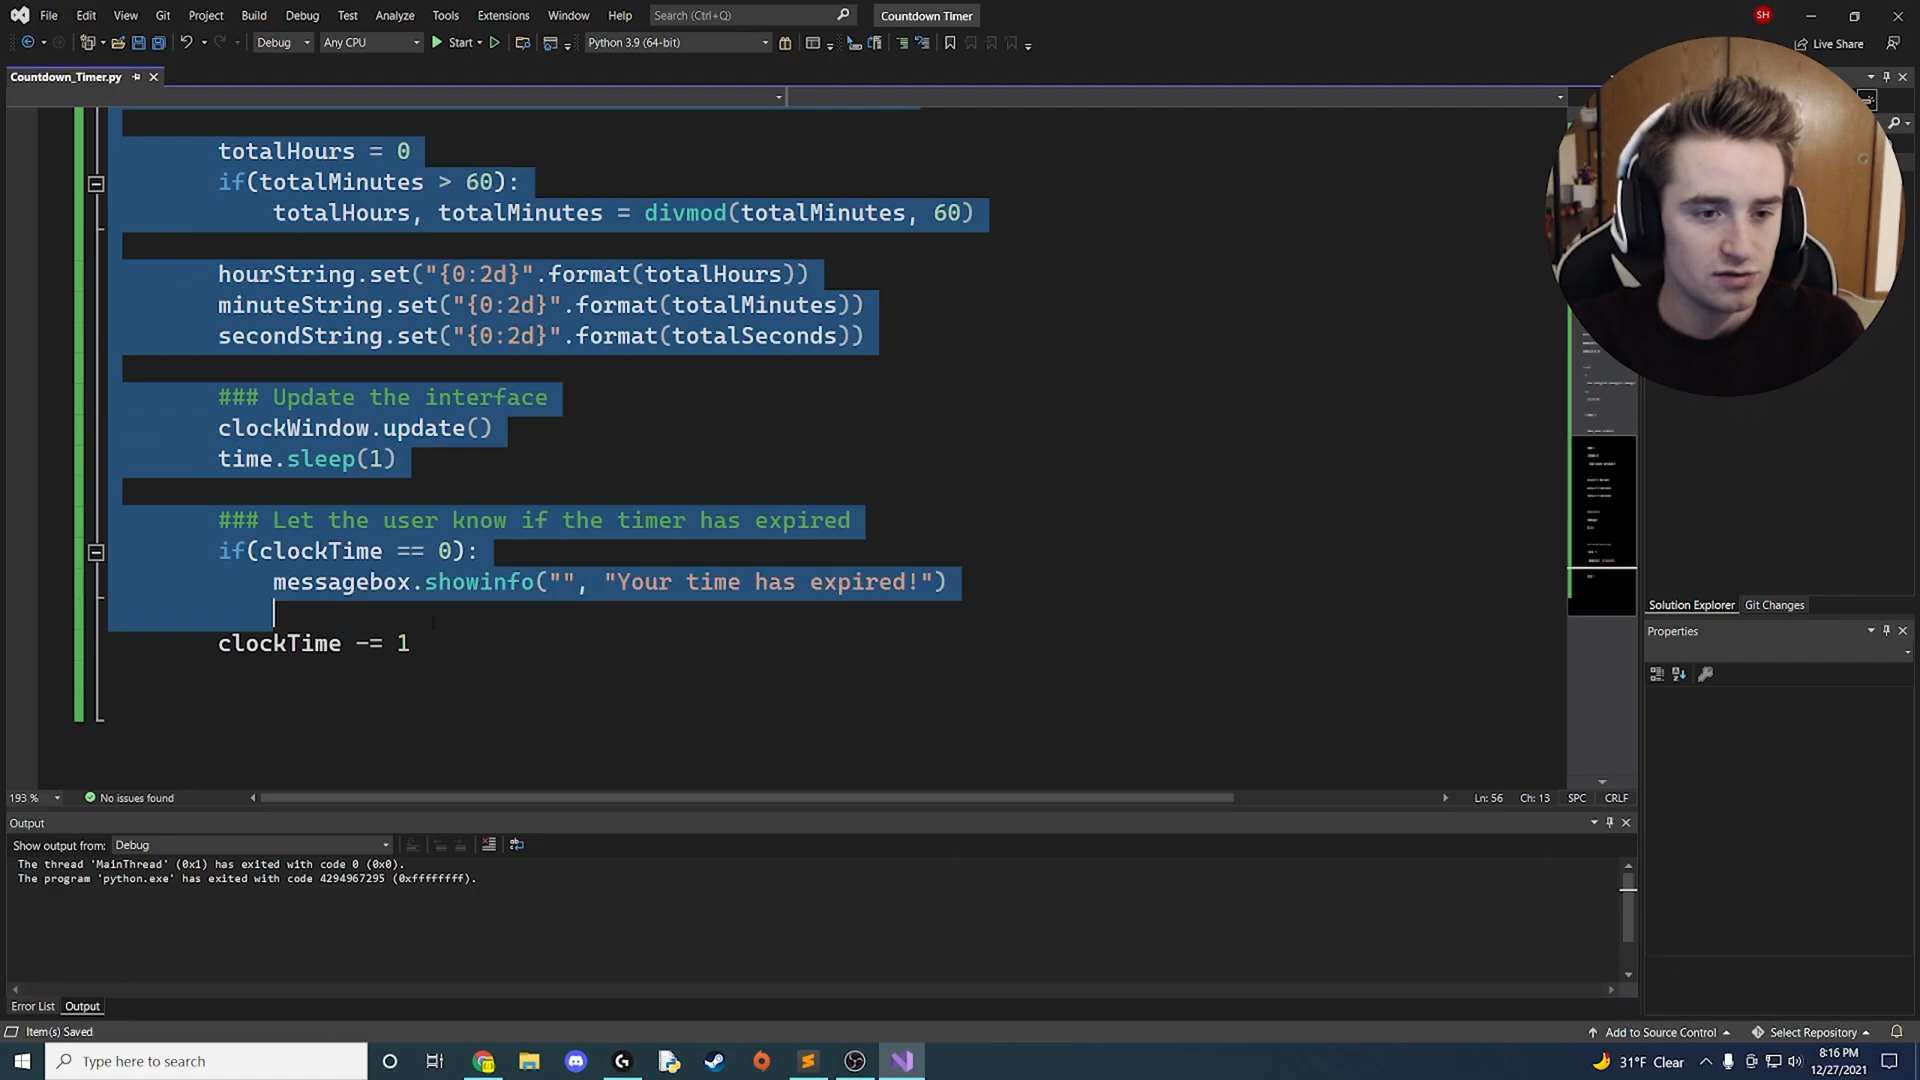 File Edit View Git Project Build Debug Test Analyze Tools Extensions Window Help Search (Ctrl+Q) Countdown Timer SH
Debug Any CPU Start Python 3.9 (64-bit) Live Share
Countdown_Timer.py
totalHours = 0
if(totalMinutes > 60):
totalHours, totalMinutes = divmod(totalMinutes, 60)
hourString.set("{0:2d}".format(totalHours))
minuteString.set("{0:2d}".format(totalMinutes))
secondString.set("{0:2d}".format(totalSeconds))
### Update the interface
clockWindow.update()
time.sleep(1)
### Let the user know if the timer has expired
if(clockTime == 0):
messagebox.showinfo("", "Your time has expired!")
clockTime -= 1
Solution Explorer Git Changes
Properties
193 % No issues found Ln: 56 Ch: 13 SPC CRLF
Output
Show output from: Debug
The thread 'MainThread' (0x1) has exited with code 0 (0x0).
The program 'python.exe' has exited with code 4294967295 (0xffffffff).
Error List Output
Item(s) Saved Add to Source Control Select Repository
Type here to search 31°F Clear 8:16 PM
12/27/2021